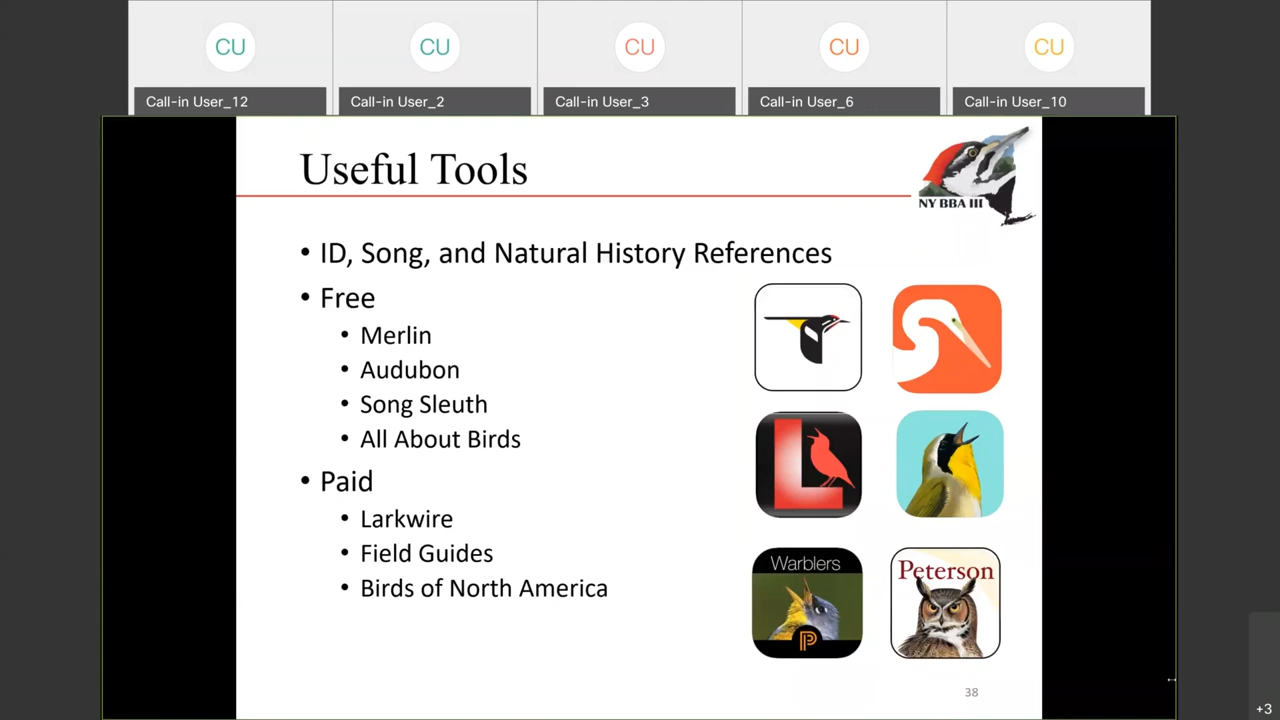 CU CU CU CU CU
Call-in User_12 Call-in User_2 Call-in User_3 Call-in User_6 Call-in User_10
Useful Tools
NY BBA III
• ID, Song, and Natural History References
• Free
• Merlin
• Audubon
• Song Sleuth
• All About Birds
• Paid
• Larkwire
• Field Guides
• Birds of North America
L
Warblers
P
Peterson
38
+3